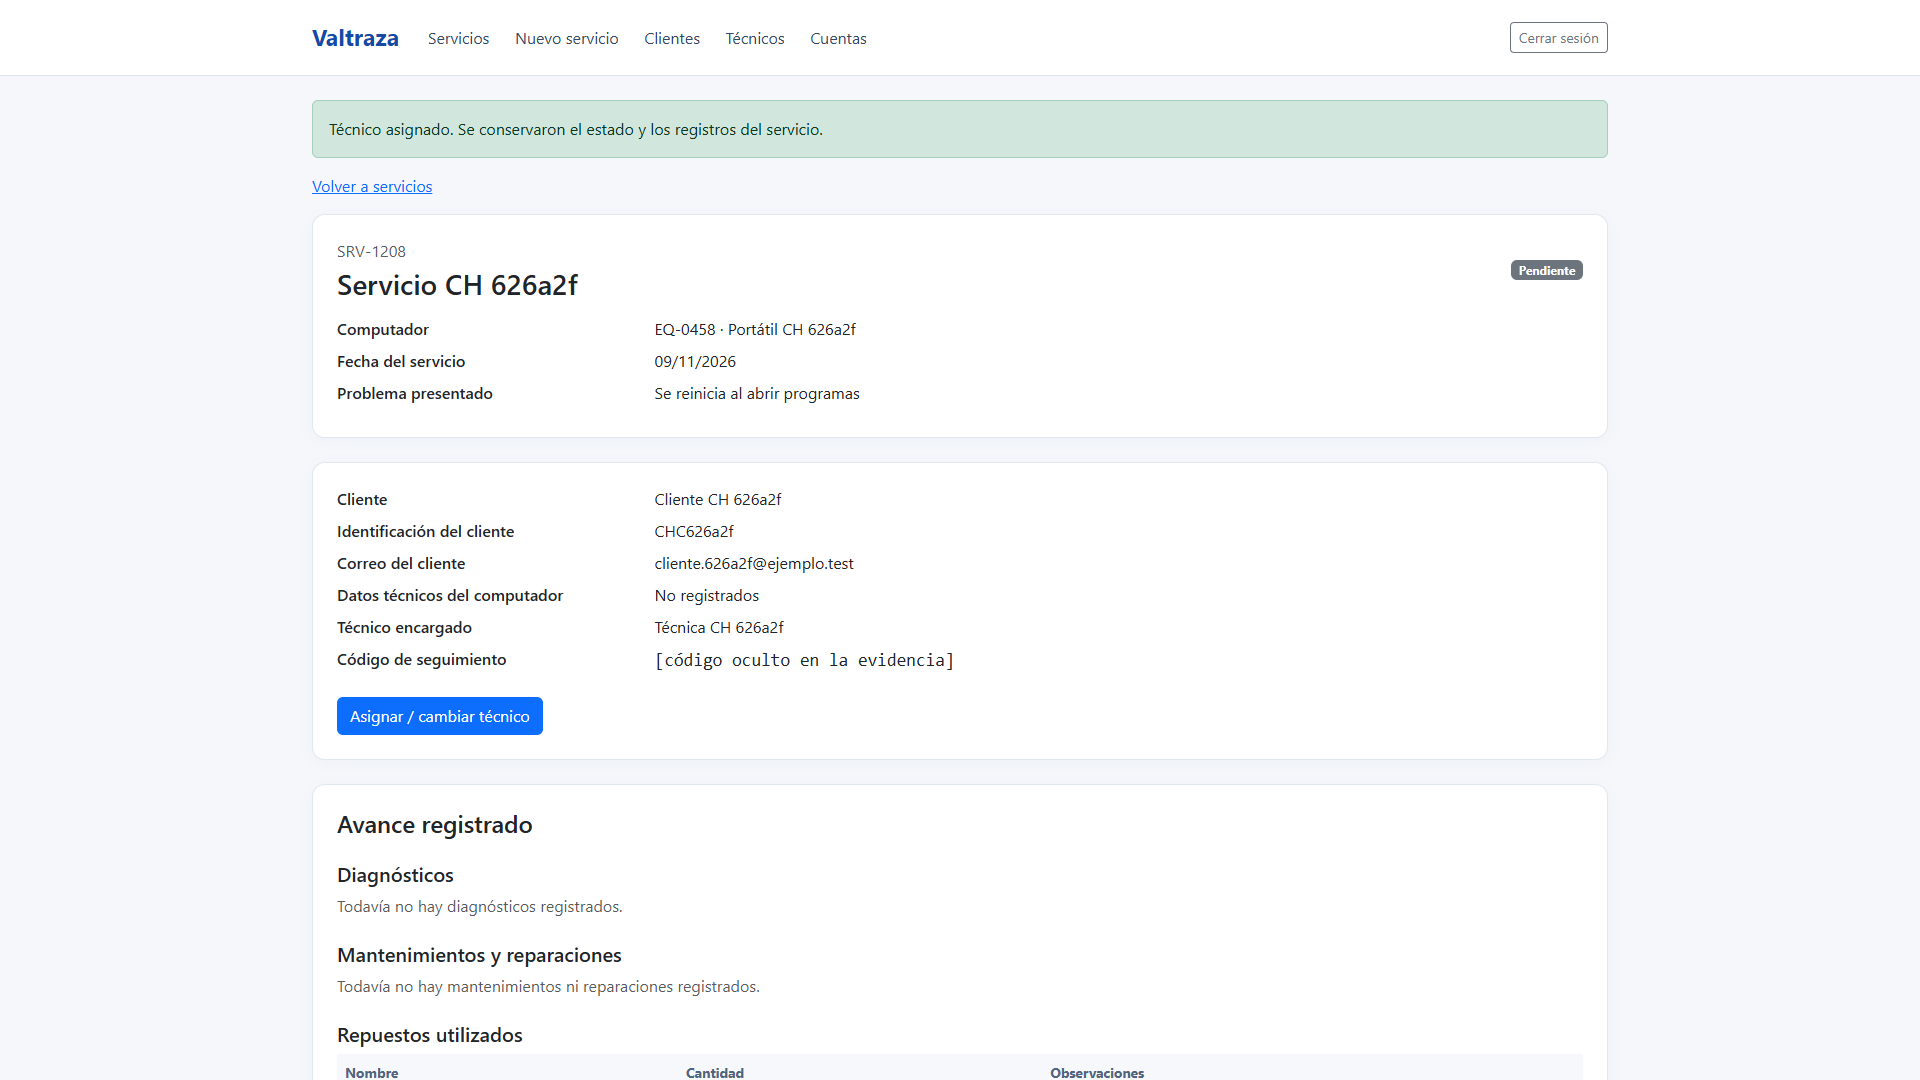 Valtraza Servicios Nuevo servicio Clientes Técnicos Cuentas Cerrar sesión
Técnico asignado. Se conservaron el estado y los registros del servicio.
Volver a servicios
SRV-1208
Servicio CH 626a2f
Pendiente
Computador EQ-0458 · Portátil CH 626a2f
Fecha del servicio 09/11/2026
Problema presentado Se reinicia al abrir programas
Cliente Cliente CH 626a2f
Identificación del cliente CHC626a2f
Correo del cliente cliente.626a2f@ejemplo.test
Datos técnicos del computador No registrados
Técnico encargado Técnica CH 626a2f
Código de seguimiento [código oculto en la evidencia]
Asignar / cambiar técnico
Avance registrado
Diagnósticos
Todavía no hay diagnósticos registrados.
Mantenimientos y reparaciones
Todavía no hay mantenimientos ni reparaciones registrados.
Repuestos utilizados
Nombre Cantidad Observaciones